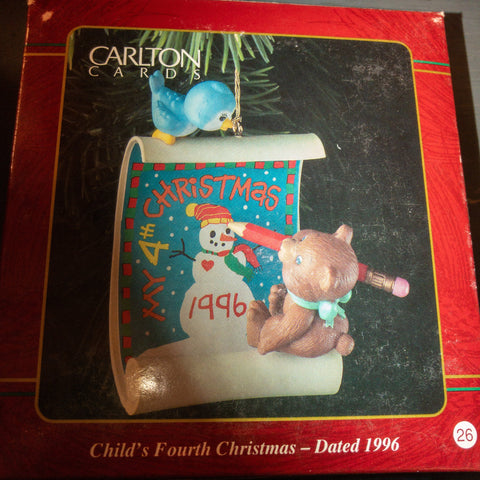 CARLTON
CARDS
MY 4TH CHRISTMAS
1996
Child's Fourth Christmas – Dated 1996
26